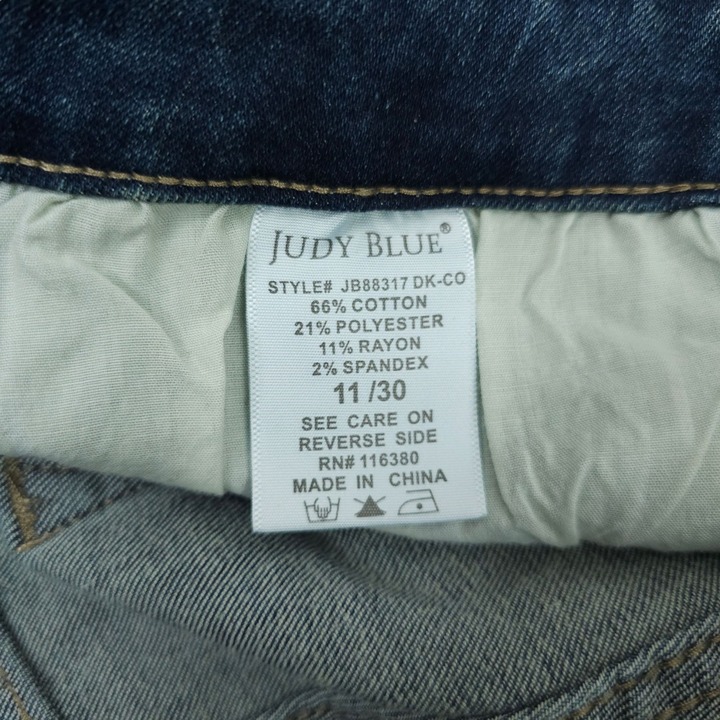 JUDY BLUE®
STYLE# JB88317 DK-CO
66% COTTON
21% POLYESTER
11% RAYON
2% SPANDEX
11 /30
SEE CARE ON
REVERSE SIDE
RN# 116380
MADE IN CHINA